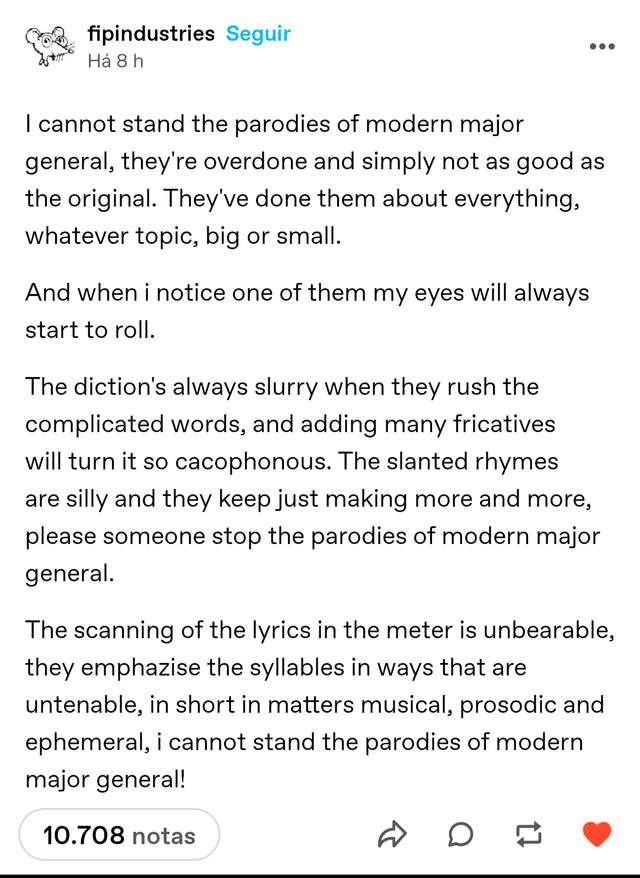 fipindustries Seguir
Há 8 h
I cannot stand the parodies of modern major
general, they're overdone and simply not as good as
the original. They've done them about everything,
whatever topic, big or small.
And when i notice one of them my eyes will always
start to roll.
The diction's always slurry when they rush the
complicated words, and adding many fricatives
will turn it so cacophonous. The slanted rhymes
are silly and they keep just making more and more,
please someone stop the parodies of modern major
general.
The scanning of the lyrics in the meter is unbearable,
they emphazise the syllables in ways that are
untenable, in short in matters musical, prosodic and
ephemeral, i cannot stand the parodies of modern
major general!
10.708 notas